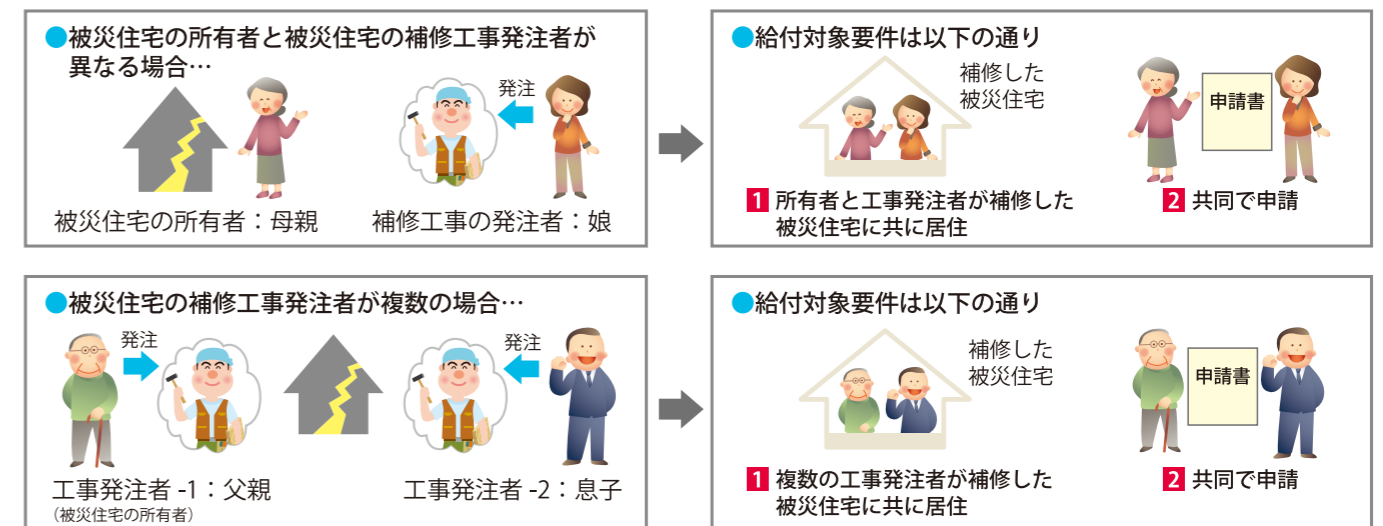 ●被災住宅の所有者と被災住宅の補修工事発注者が
異なる場合…
発注
被災住宅の所有者:母親
補修工事の発注者:娘
●給付対象要件は以下の通り
補修した
被災住宅
申請書
1 所有者と工事発注者が補修した
被災住宅に共に居住
2 共同で申請
●被災住宅の補修工事発注者が複数の場合…
発注
発注
工事発注者 -1:父親
(被災住宅の所有者)
工事発注者 -2:息子
●給付対象要件は以下の通り
補修した
被災住宅
申請書
1 複数の工事発注者が補修した
被災住宅に共に居住
2 共同で申請